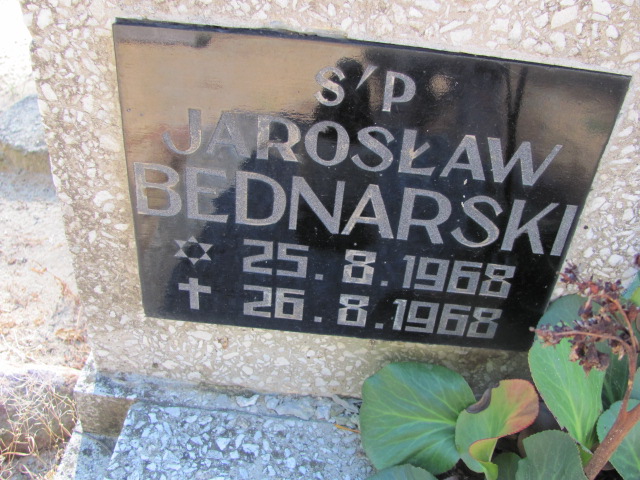 Ś'P
JAROSŁAW
BEDNARSKI
✡ 25.8.1968
✝ 26.8.1968